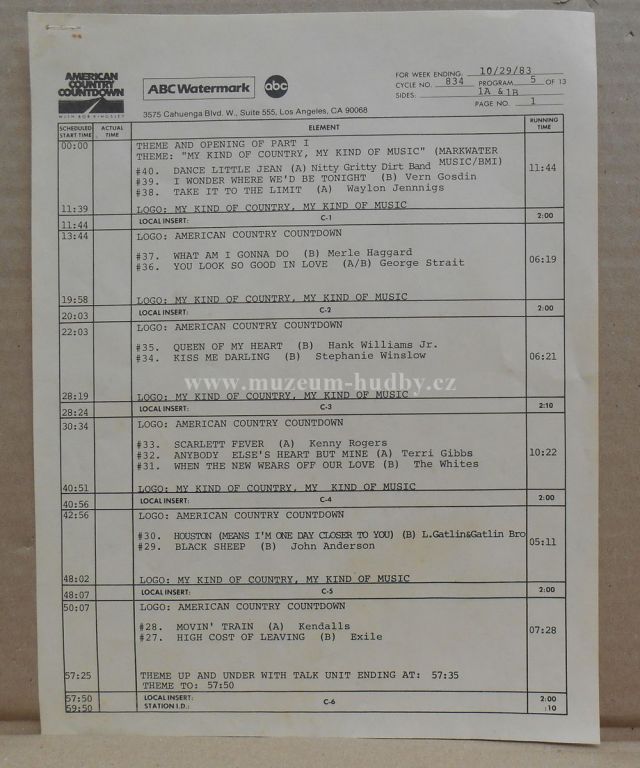 AMERICAN
COUNTRY
COUNTDOWN
WITH BOB KINGSLEY
ABC Watermark abc
3575 Cahuenga Blvd. W., Suite 555, Los Angeles, CA 90068
FOR WEEK ENDING 10/29/83
CYCLE NO. 834 PROGRAM 5 OF 13
SIDES: 1A & 1B
PAGE NO. 1
SCHEDULED START TIME ACTUAL TIME ELEMENT RUNNING TIME
00:00 THEME AND OPENING OF PART I
THEME: "MY KIND OF COUNTRY, MY KIND OF MUSIC" (MARKWATER
MUSIC/BMI)
#40. DANCE LITTLE JEAN (A) Nitty Gritty Dirt Band 11:44
#39. I WONDER WHERE WE'D BE TONIGHT (B) Vern Gosdin
#38. TAKE IT TO THE LIMIT (A) Waylon Jennnigs
11:39 LOGO: MY KIND OF COUNTRY, MY KIND OF MUSIC
11:44 LOCAL INSERT: C-1 2:00
13:44 LOGO: AMERICAN COUNTRY COUNTDOWN
#37. WHAT AM I GONNA DO (B) Merle Haggard
#36. YOU LOOK SO GOOD IN LOVE (A/B) George Strait 06:19
19:58 LOGO: MY KIND OF COUNTRY, MY KIND OF MUSIC
20:03 LOCAL INSERT: C-2 2:00
22:03 LOGO: AMERICAN COUNTRY COUNTDOWN
#35. QUEEN OF MY HEART (B) Hank Williams Jr.
#34. KISS ME DARLING (B) Stephanie Winslow 06:21
www.muzeum-hudby.cz
28:19 LOGO: MY KIND OF COUNTRY, MY KIND OF MUSIC
28:24 LOCAL INSERT: C-3 2:10
30:34 LOGO: AMERICAN COUNTRY COUNTDOWN
#33. SCARLETT FEVER (A) Kenny Rogers
#32. ANYBODY ELSE'S HEART BUT MINE (A) Terri Gibbs 10:22
#31. WHEN THE NEW WEARS OFF OUR LOVE (B) The Whites
40:51 LOGO: MY KIND OF COUNTRY, MY KIND OF MUSIC
40:56 LOCAL INSERT: C-4 2:00
42:56 LOGO: AMERICAN COUNTRY COUNTDOWN
#30. HOUSTON (MEANS I'M ONE DAY CLOSER TO YOU) (B) L.Gatlin&Gatlin Bro
#29. BLACK SHEEP (B) John Anderson 05:11
48:02 LOGO: MY KIND OF COUNTRY, MY KIND OF MUSIC
48:07 LOCAL INSERT: C-5 2:00
50:07 LOGO: AMERICAN COUNTRY COUNTDOWN
#28. MOVIN' TRAIN (A) Kendalls
#27. HIGH COST OF LEAVING (B) Exile 07:28
57:25 THEME UP AND UNDER WITH TALK UNIT ENDING AT: 57:35
THEME TO: 57:50
57:50 LOCAL INSERT: C-6 2:00
59:50 STATION I.D.: :10